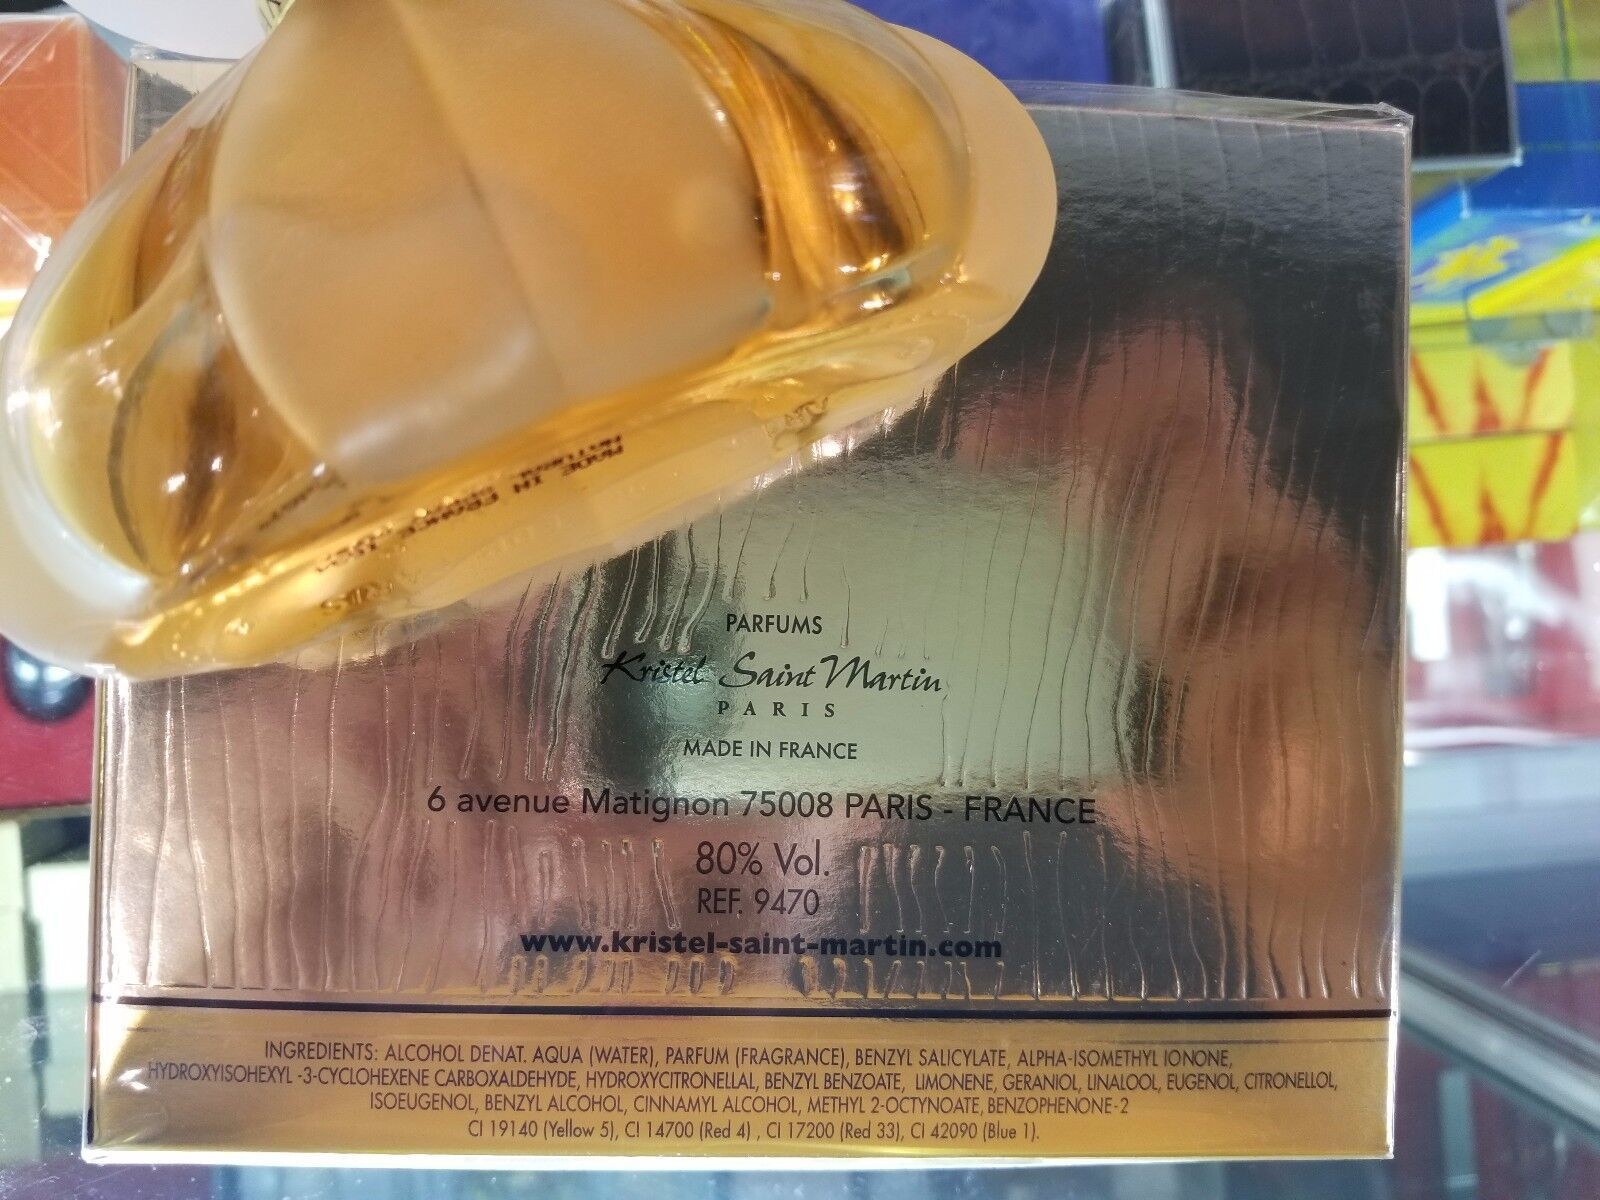 MADE IN FRANCE
PARFUMS
Kristel Saint Martin
PARIS
MADE IN FRANCE
6 avenue Matignon 75008 PARIS - FRANCE
80% Vol.
REF. 9470
www.kristel-saint-martin.com
INGREDIENTS: ALCOHOL DENAT. AQUA (WATER), PARFUM (FRAGRANCE), BENZYL SALICYLATE, ALPHA-ISOMETHYL IONONE,
HYDROXYISOHEXYL -3-CYCLOHEXENE CARBOXALDEHYDE, HYDROXYCITRONELLAL, BENZYL BENZOATE, LIMONENE, GERANIOL, LINALOOL, EUGENOL, CITRONELLOL,
ISOEUGENOL, BENZYL ALCOHOL, CINNAMYL ALCOHOL, METHYL 2-OCTYNOATE, BENZOPHENONE-2
CI 19140 (Yellow 5), C! 14700 (Red 4) , CI 17200 (Red 33), CI 42090 (Blue 1).